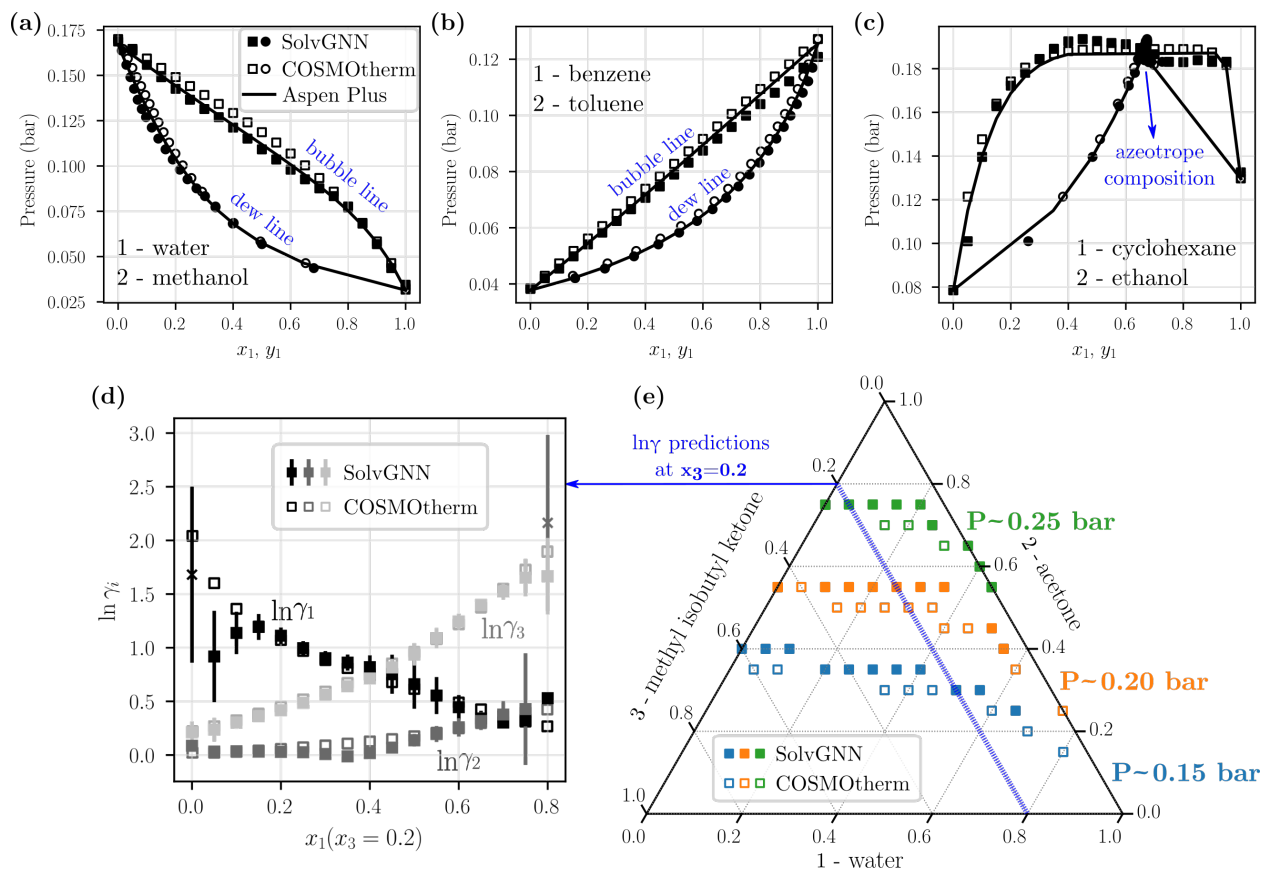 (a)
0.175
0.150
0.125
0.100
0.075
0.050
0.025
Pressure (bar)
SolvGNN
COSMOtherm
Aspen Plus
bubble line
dew line
1 - water
2 - methanol
0.0 0.2 0.4 0.6 0.8 1.0
x₁, y₁
(b)
0.12
0.10
0.08
0.06
0.04
Pressure (bar)
1 - benzene
2 - toluene
bubble line
dew line
0.0 0.2 0.4 0.6 0.8 1.0
x₁, y₁
(c)
0.18
0.16
0.14
0.12
0.10
0.08
Pressure (bar)
azeotrope
composition
1 - cyclohexane
2 - ethanol
0.0 0.2 0.4 0.6 0.8 1.0
x₁, y₁
(d)
3.0
2.5
2.0
1.5
1.0
0.5
0.0
ln γᵢ
SolvGNN
COSMOtherm
lnγ₁
lnγ₃
lnγ₂
0.0 0.2 0.4 0.6 0.8
x₁(x₃ = 0.2)
(e)
lnγ predictions
at x₃=0.2
0.0
0.2
0.4
0.6
0.8
1.0
3 - methyl isobutyl ketone
1.0
0.8
0.6
0.4
0.2
0.0
2 - acetone
P~0.25 bar
P~0.20 bar
P~0.15 bar
SolvGNN
COSMOtherm
0.0 0.2 0.4 0.6 0.8 1.0
1 - water